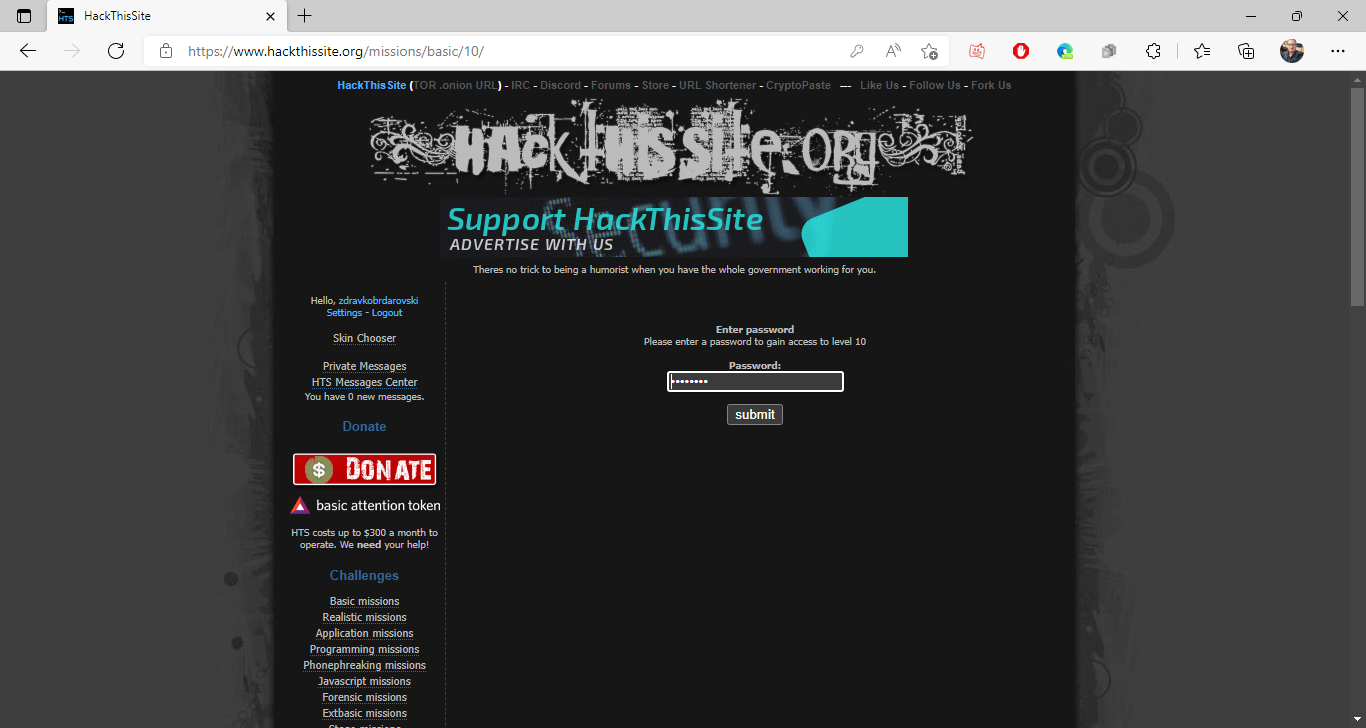 HackThisSite
https://www.hackthissite.org/missions/basic/10/
HackThisSite (TOR .onion URL) - IRC - Discord - Forums - Store - URL Shortener - CryptoPaste --- Like Us - Follow Us - Fork Us
HackThisSite.org
Support HackThisSite
ADVERTISE WITH US
Theres no trick to being a humorist when you have the whole government working for you.
Hello, zdravkobrdarovski
Settings - Logout
Skin Chooser
Private Messages
HTS Messages Center
You have 0 new messages.
Donate
$ DONATE
basic attention token
HTS costs up to $300 a month to
operate. We need your help!
Challenges
Basic missions
Realistic missions
Application missions
Programming missions
Phonephreaking missions
Javascript missions
Forensic missions
Extbasic missions
Enter password
Please enter a password to gain access to level 10
Password:
••••••••
submit